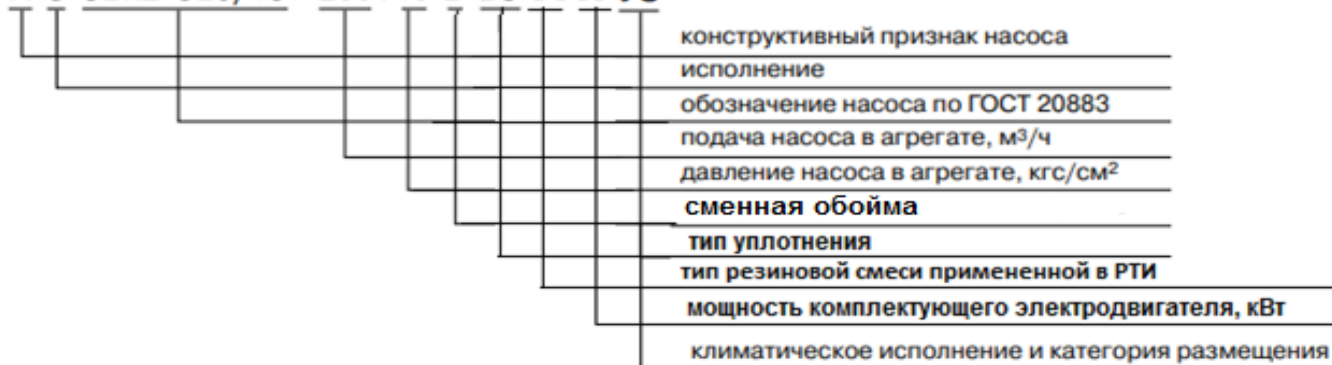 конструктивный признак насоса
исполнение
обозначение насоса по ГОСТ 20883
подача насоса в агрегате, м³/ч
давление насоса в агрегате, кгс/см²
сменная обойма
тип уплотнения
тип резиновой смеси примененной в РТИ
мощность комплектующего электродвигателя, кВт
климатическое исполнение и категория размещения